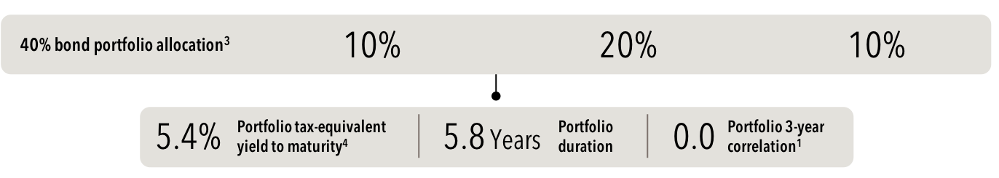 40% bond portfolio allocation³ 10% 20% 10%
5.4% Portfolio tax-equivalent
yield to maturity⁴
5.8 Years Portfolio
duration
0.0 Portfolio 3-year
correlation¹